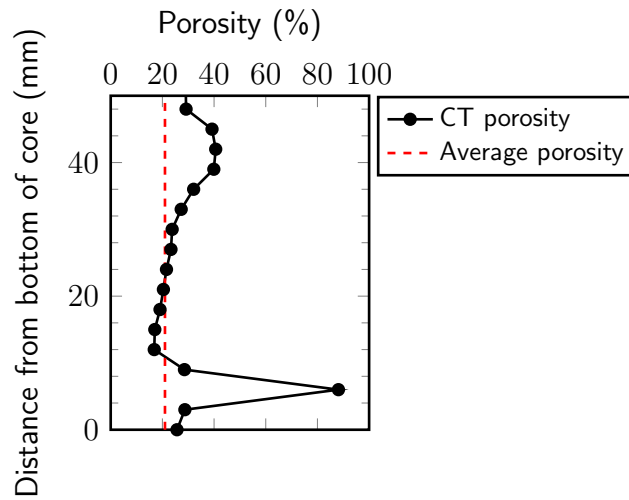 Porosity (%)
0 20 40 60 80 100
Distance from bottom of core (mm)
40
20
0
CT porosity
Average porosity